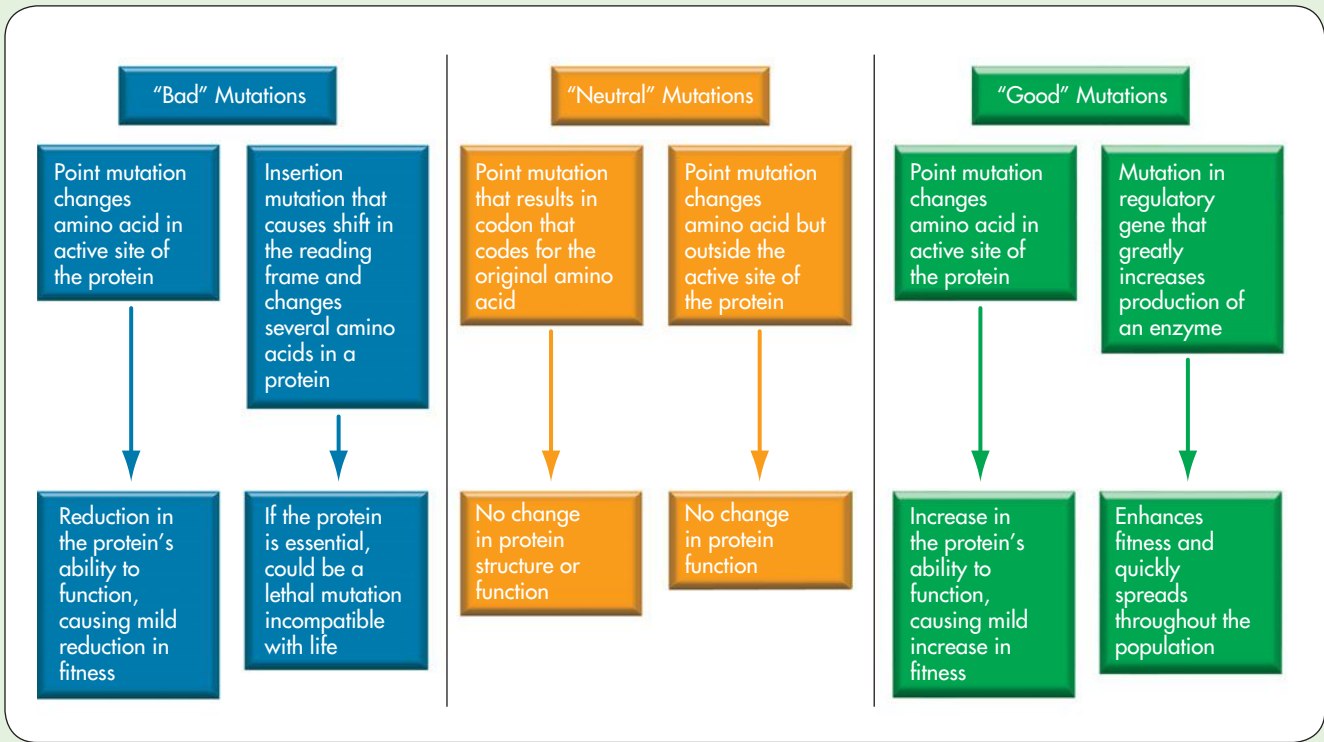 "Bad" Mutations
Point mutation
changes
amino acid in
active site of
the protein
Reduction in
the protein's
ability to
function,
causing mild
reduction in
fitness
Insertion
mutation that
causes shift in
the reading
frame and
changes
several amino
acids in a
protein
If the protein
is essential,
could be a
lethal mutation
incompatible
with life
"Neutral" Mutations
Point mutation
that results in
codon that
codes for the
original amino
acid
No change
in protein
structure or
function
Point mutation
changes
amino acid but
outside the
active site of
the protein
No change
in protein
function
"Good" Mutations
Point mutation
changes
amino acid in
active site of
the protein
Increase in
the protein's
ability to
function,
causing mild
increase in
fitness
Mutation in
regulatory
gene that
greatly
increases
production of
an enzyme
Enhances
fitness and
quickly
spreads
throughout the
population